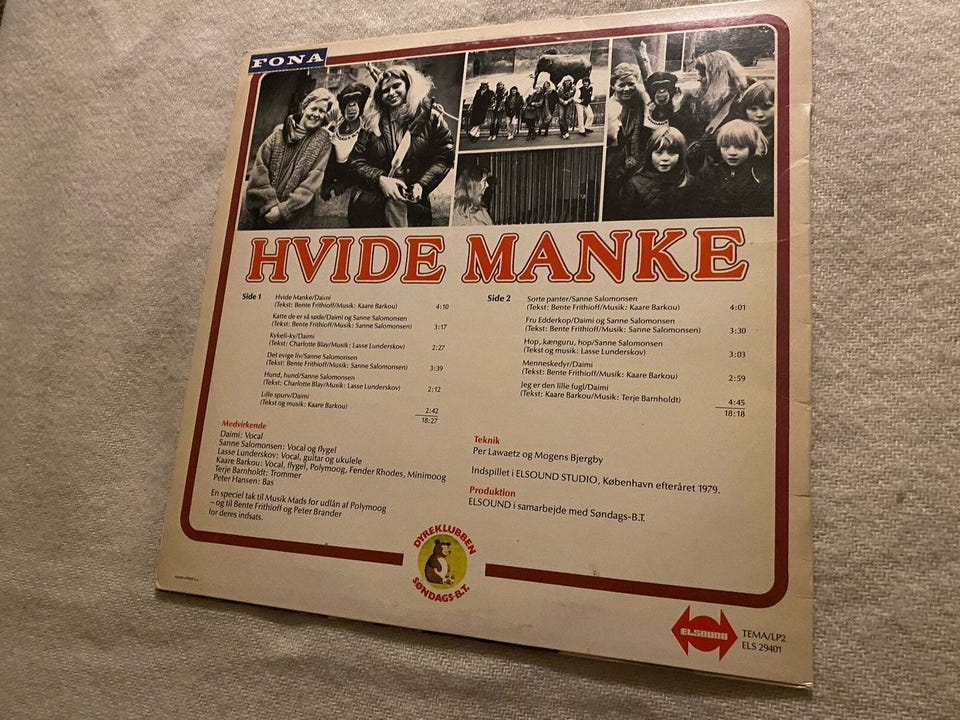 FONA
HVIDE MANKE
Side 1
Hvide Manke/Daimi
(Tekst: Bente Frithioff/Musik: Kaare Barkou) 4:10
Katte de er så søde/Daimi og Sanne Salomonsen
(Tekst: Bente Frithioff/Musik: Sanne Salomonsen) 3:17
Kykeli-ky/Daimi
(Tekst: Charlotte Blay/Musik: Lasse Lunderskov) 2:27
Det evige liv/Sanne Salomonsen
(Tekst: Bente Frithioff/Musik: Sanne Salomonsen) 3:39
Hund, hund/Sanne Salomonsen
(Tekst: Charlotte Blay/Musik: Lasse Lunderskov) 2:12
Lille spurv/Daimi
(Tekst og musik: Kaare Barkou) 2:42
18:27
Side 2
Sorte panter/Sanne Salomonsen
(Tekst: Bente Frithioff/Musik: Kaare Barkou) 4:01
Fru Edderkop/Daimi og Sanne Salomonsen
(Tekst: Bente Frithioff/Musik: Sanne Salomonsen) 3:30
Hop, kænguru, hop/Sanne Salomonsen
(Tekst og musik: Lasse Lunderskov) 3:03
Menneskedyr/Daimi
(Tekst: Bente Frithioff/Musik: Kaare Barkou) 2:59
Jeg er den lille fugl/Daimi
(Tekst: Kaare Barkou/Musik: Terje Barnholdt) 4:45
18:18
Medvirkende
Daimi: Vocal
Sanne Salomonsen: Vocal og flygel
Lasse Lunderskov: Vocal, guitar og ukulele
Kaare Barkou: Vocal, flygel, Polymoog, Fender Rhodes, Minimoog
Terje Barnholdt: Trommer
Peter Hansen: Bas
En speciel tak til Musik Mads for udlån af Polymoog
– og til Bente Frithioff og Peter Brander
for deres indsats.
Teknik
Per Lawaetz og Mogens Bjergby
Indspillet i ELSOUND STUDIO, København efteråret 1979.
Produktion
ELSOUND i samarbejde med Søndags-B.T.
DYREKLUBBEN
SØNDAGS-B.T.
ELSOUND
TEMA/LP2
ELS 29401